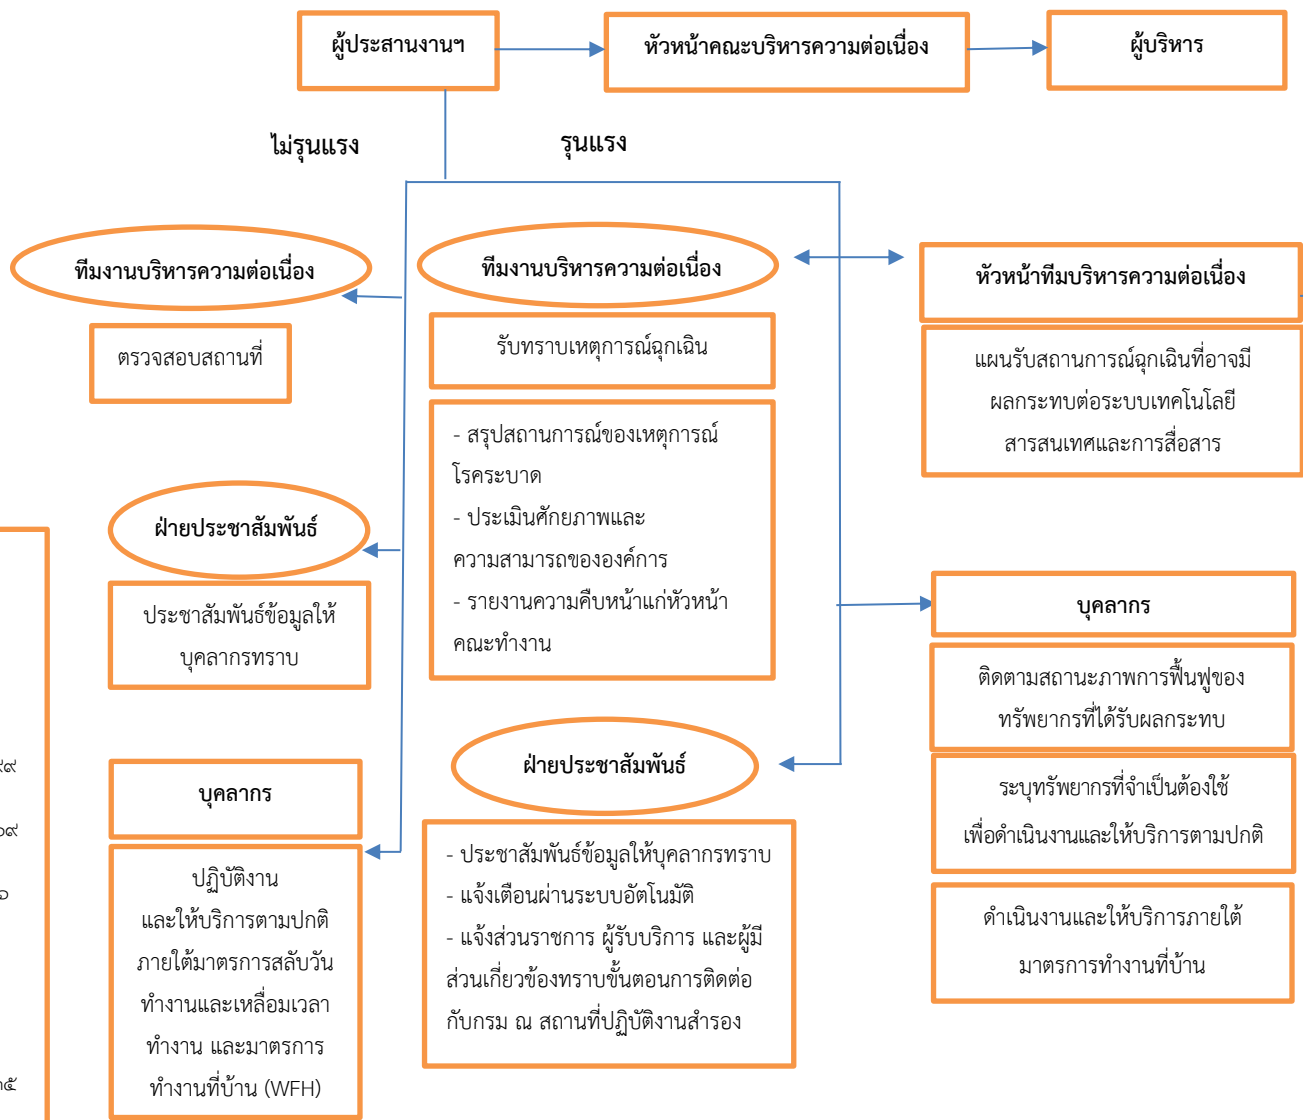 ผู้ประสานงานฯ
หัวหน้าคณะบริหารความต่อเนื่อง
ผู้บริหาร
ไม่รุนแรง
รุนแรง
ทีมงานบริหารความต่อเนื่อง
ตรวจสอบสถานที่
ฝ่ายประชาสัมพันธ์
ประชาสัมพันธ์ข้อมูลให้
บุคลากรทราบ
บุคลากร
ปฏิบัติงาน
และให้บริการตามปกติ
ภายใต้มาตรการสลับวัน
ทำงานและเหลื่อมเวลา
ทำงาน และมาตรการ
ทำงานที่บ้าน (WFH)
ทีมงานบริหารความต่อเนื่อง
รับทราบเหตุการณ์ฉุกเฉิน
- สรุปสถานการณ์ของเหตุการณ์
โรคระบาด
- ประเมินศักยภาพและ
ความสามารถขององค์การ
- รายงานความคืบหน้าแก่หัวหน้า
คณะทำงาน
ฝ่ายประชาสัมพันธ์
- ประชาสัมพันธ์ข้อมูลให้บุคลากรทราบ
- แจ้งเตือนผ่านระบบอัตโนมัติ
- แจ้งส่วนราชการ ผู้รับบริการ และผู้มี
ส่วนเกี่ยวข้องทราบขั้นตอนการติดต่อ
กับกรม ณ สถานที่ปฏิบัติงานสำรอง
หัวหน้าทีมบริหารความต่อเนื่อง
แผนรับสถานการณ์ฉุกเฉินที่อาจมี
ผลกระทบต่อระบบเทคโนโลยี
สารสนเทศและการสื่อสาร
บุคลากร
ติดตามสถานะภาพการฟื้นฟูของ
ทรัพยากรที่ได้รับผลกระทบ
ระบุทรัพยากรที่จำเป็นต้องใช้
เพื่อดำเนินงานและให้บริการตามปกติ
ดำเนินงานและให้บริการภายใต้
มาตรการทำงานที่บ้าน